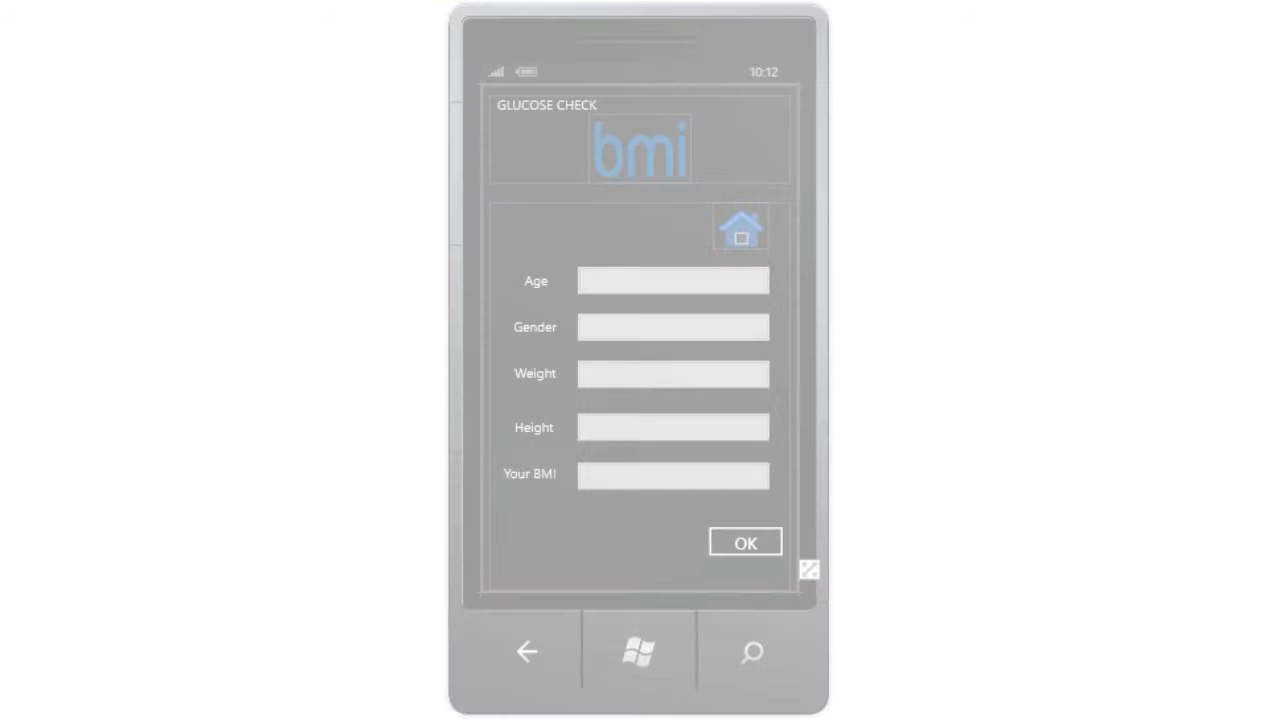 10:12
GLUCOSE CHECK
bmi
Age
Gender
Weight
Height
Your BMI
OK